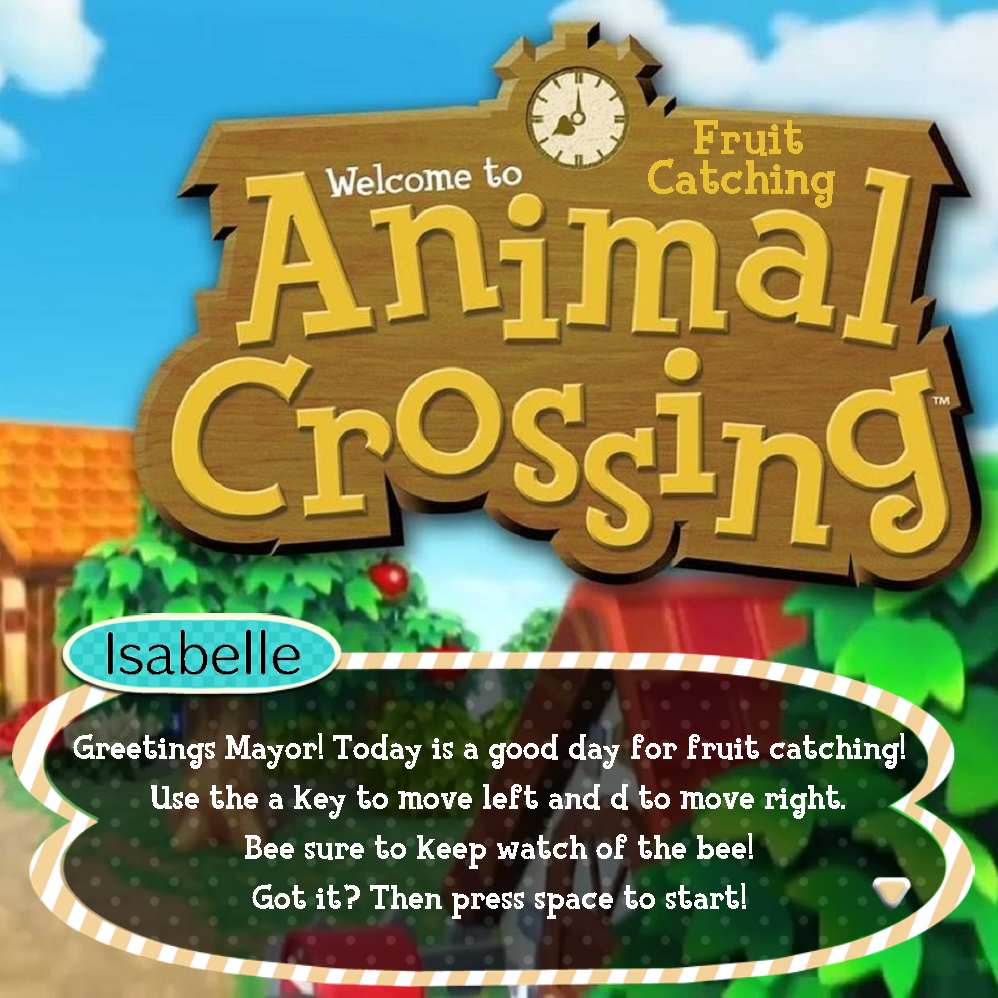 Fruit
Catching
Welcome to
Animal
Crossing™
Isabelle
Greetings Mayor! Today is a good day for fruit catching!
Use the a key to move left and d to move right.
Bee sure to keep watch of the bee!
Got it? Then press space to start!